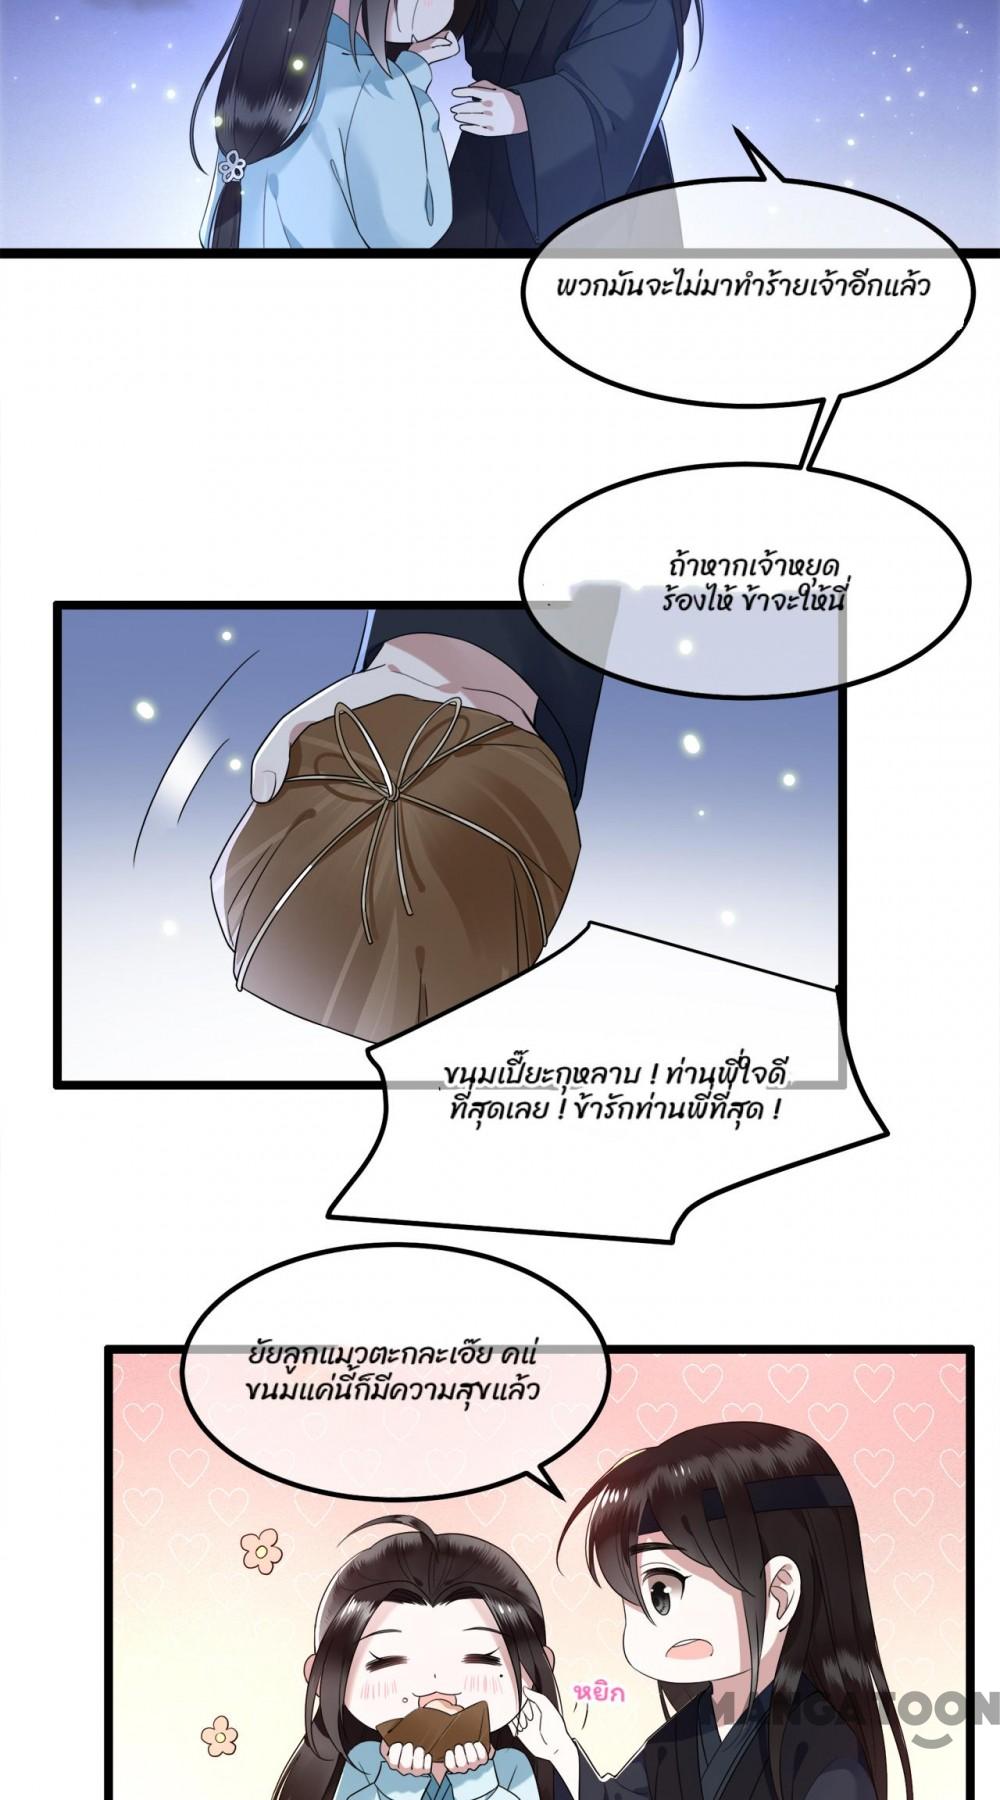 พวกมันจะไม่มาทำร้ายเจ้าอีกแล้ว
ถ้าหากเจ้าหยุด
ร้องไห้ ข้าจะให้นี่
ขนมเปี๊ยะกุหลาบ ! ท่านพี่ใจดี
ที่สุดเลย ! ข้ารักท่านพี่ที่สุด !
ยัยลูกแมวตะกละเอ๊ย คแ่
ขนมแค่นี้ก็มีความสุขแล้ว
หยิก
MANGATOON